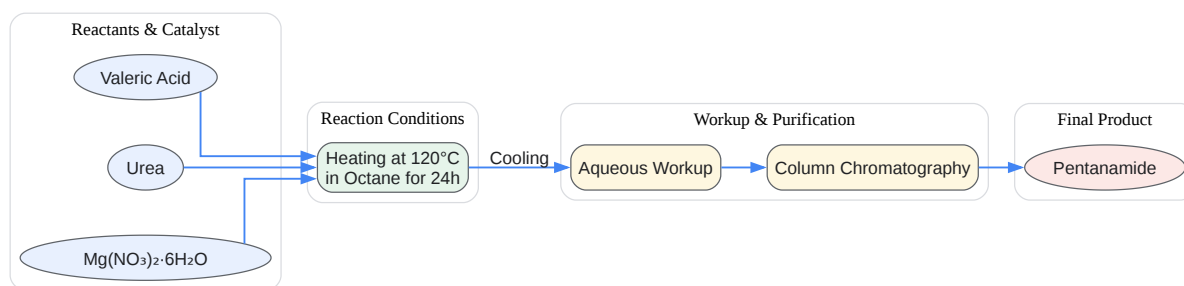 Reactants & Catalyst
Valeric Acid
Urea
Mg(NO₃)₂·6H₂O
Reaction Conditions
Heating at 120°C
in Octane for 24h
Cooling
Workup & Purification
Aqueous Workup
Column Chromatography
Final Product
Pentanamide